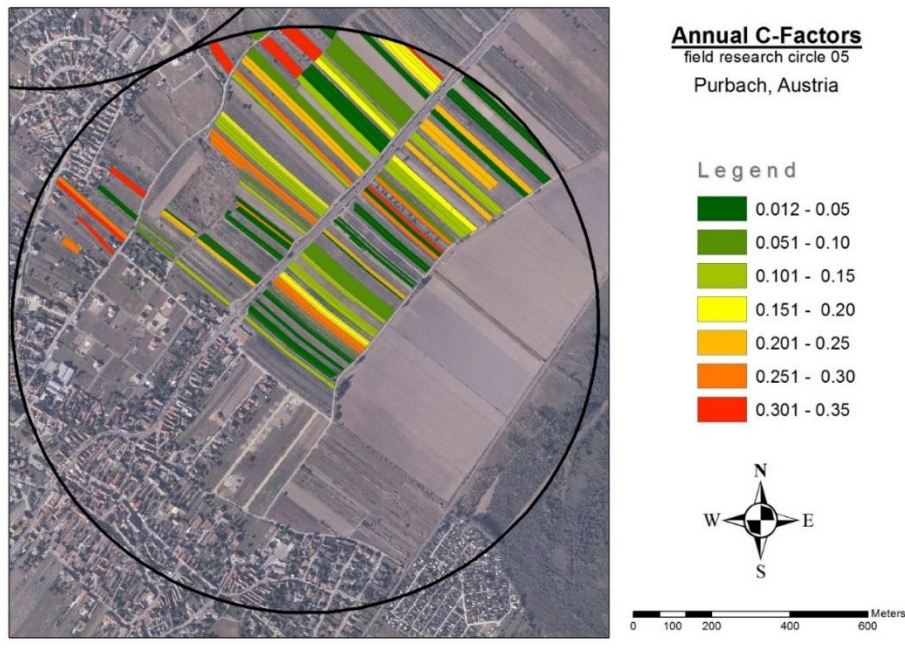 Annual C-Factors
field research circle 05
Purbach, Austria
Legend
0.012 - 0.05
0.051 - 0.10
0.101 - 0.15
0.151 - 0.20
0.201 - 0.25
0.251 - 0.30
0.301 - 0.35
N
W E
S
Meters
0 100 200 400 600